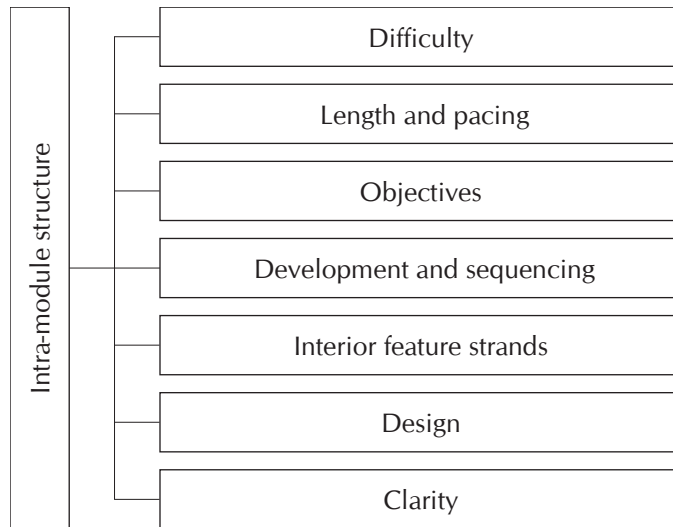 Intra-module structure
Difficulty
Length and pacing
Objectives
Development and sequencing
Interior feature strands
Design
Clarity